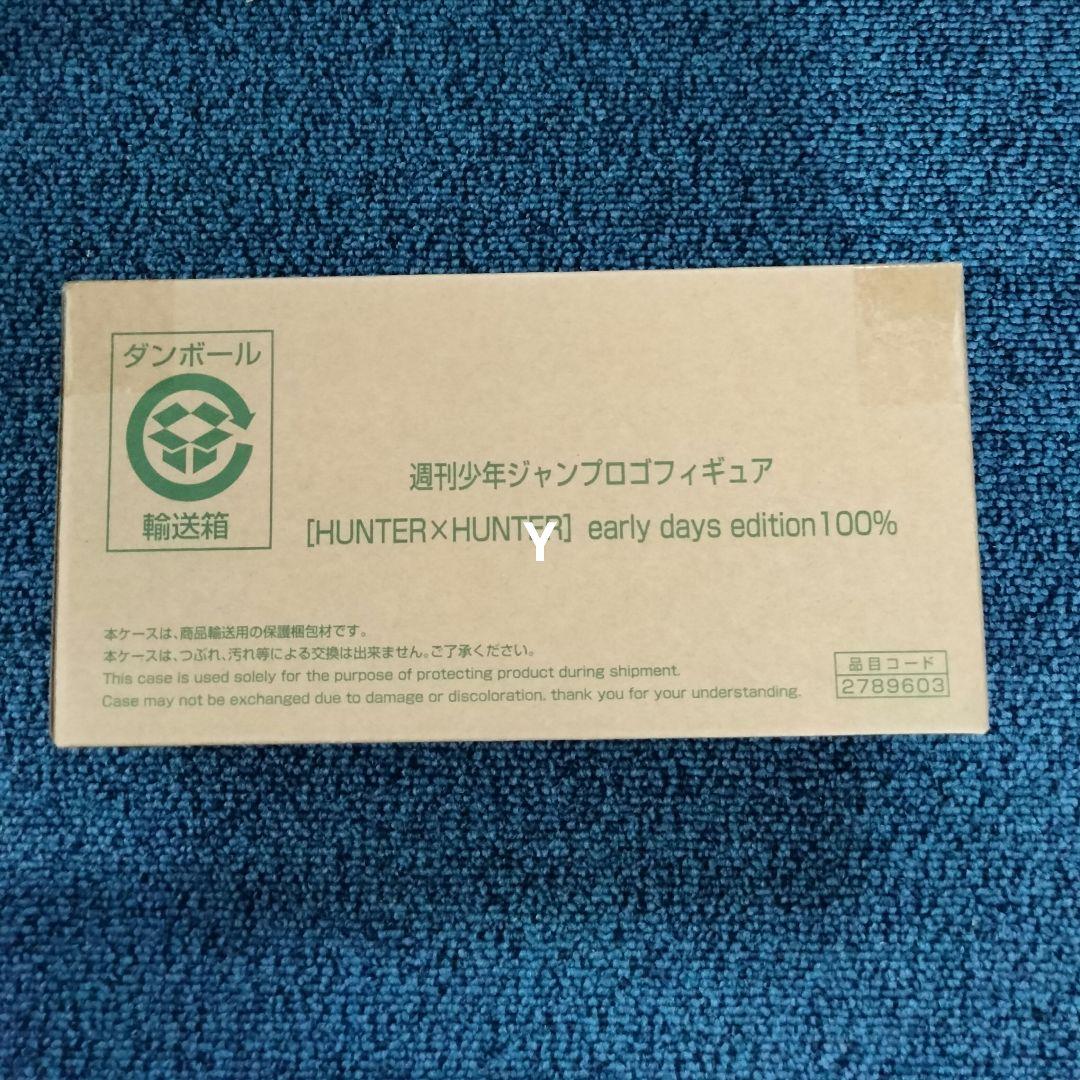 ダンボール
輸送箱
週刊少年ジャンプロゴフィギュア
[HUNTER×HUNTER] early days edition100%
Y
本ケースは、商品輸送用の保護梱包材です。
本ケースは、つぶれ、汚れ等による交換は出来ません。ご了承ください。
This case is used solely for the purpose of protecting product during shipment.
Case may not be exchanged due to damage or discoloration. thank you for your understanding.
品目コード
2789603